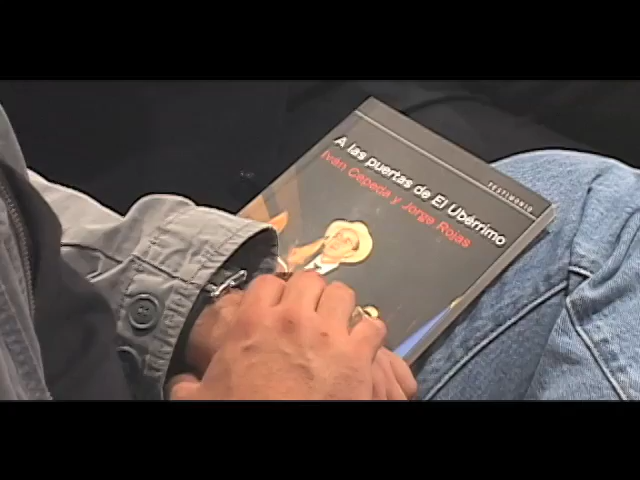 TESTIMONIO
A las puertas de El Ubérrimo
Iván Cepeda y Jorge Rojas